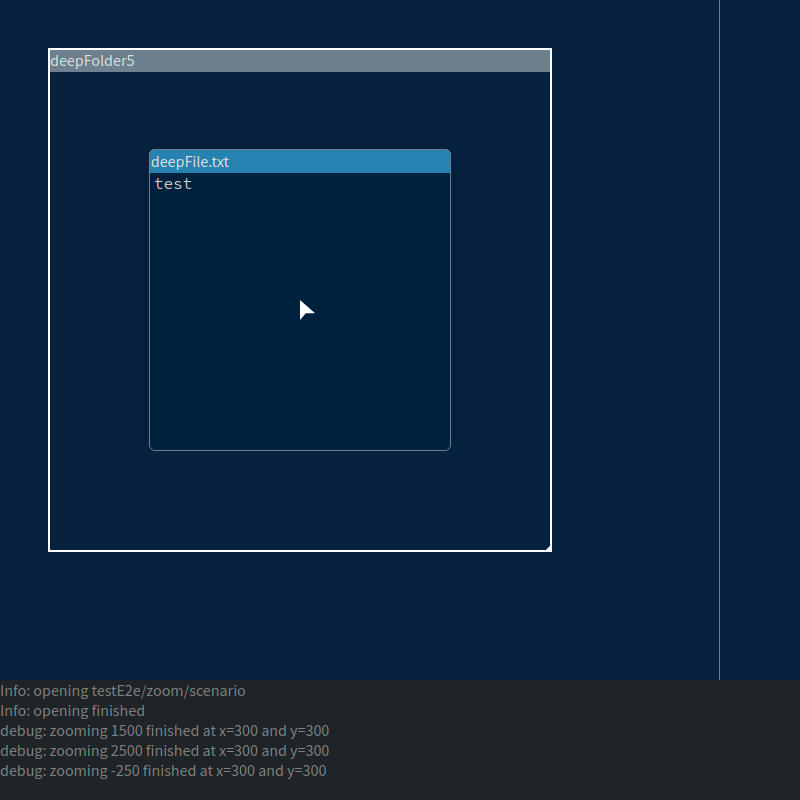 deepFolder5
deepFile.txt
test
Info: opening testE2e/zoom/scenario
Info: opening finished
debug: zooming 1500 finished at x=300 and y=300
debug: zooming 2500 finished at x=300 and y=300
debug: zooming -250 finished at x=300 and y=300